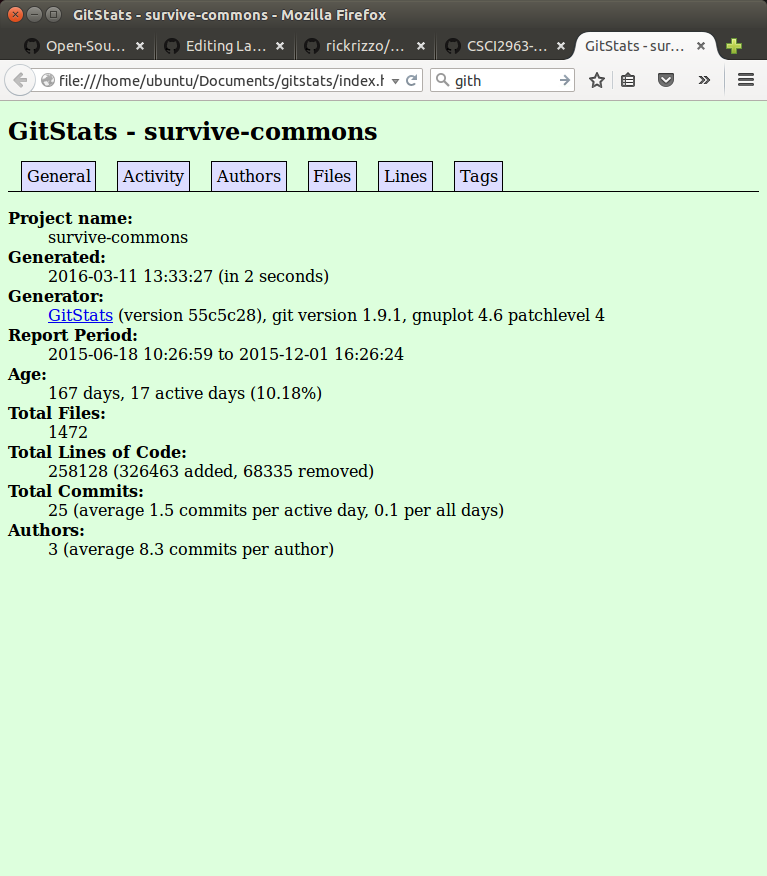 GitStats - survive-commons - Mozilla Firefox
Open-Sou... Editing La... rickrizzo/... CSCI2963-... GitStats - sur...
file:///home/ubuntu/Documents/gitstats/index.h gith
GitStats - survive-commons
General Activity Authors Files Lines Tags
Project name:
survive-commons
Generated:
2016-03-11 13:33:27 (in 2 seconds)
Generator:
GitStats (version 55c5c28), git version 1.9.1, gnuplot 4.6 patchlevel 4
Report Period:
2015-06-18 10:26:59 to 2015-12-01 16:26:24
Age:
167 days, 17 active days (10.18%)
Total Files:
1472
Total Lines of Code:
258128 (326463 added, 68335 removed)
Total Commits:
25 (average 1.5 commits per active day, 0.1 per all days)
Authors:
3 (average 8.3 commits per author)